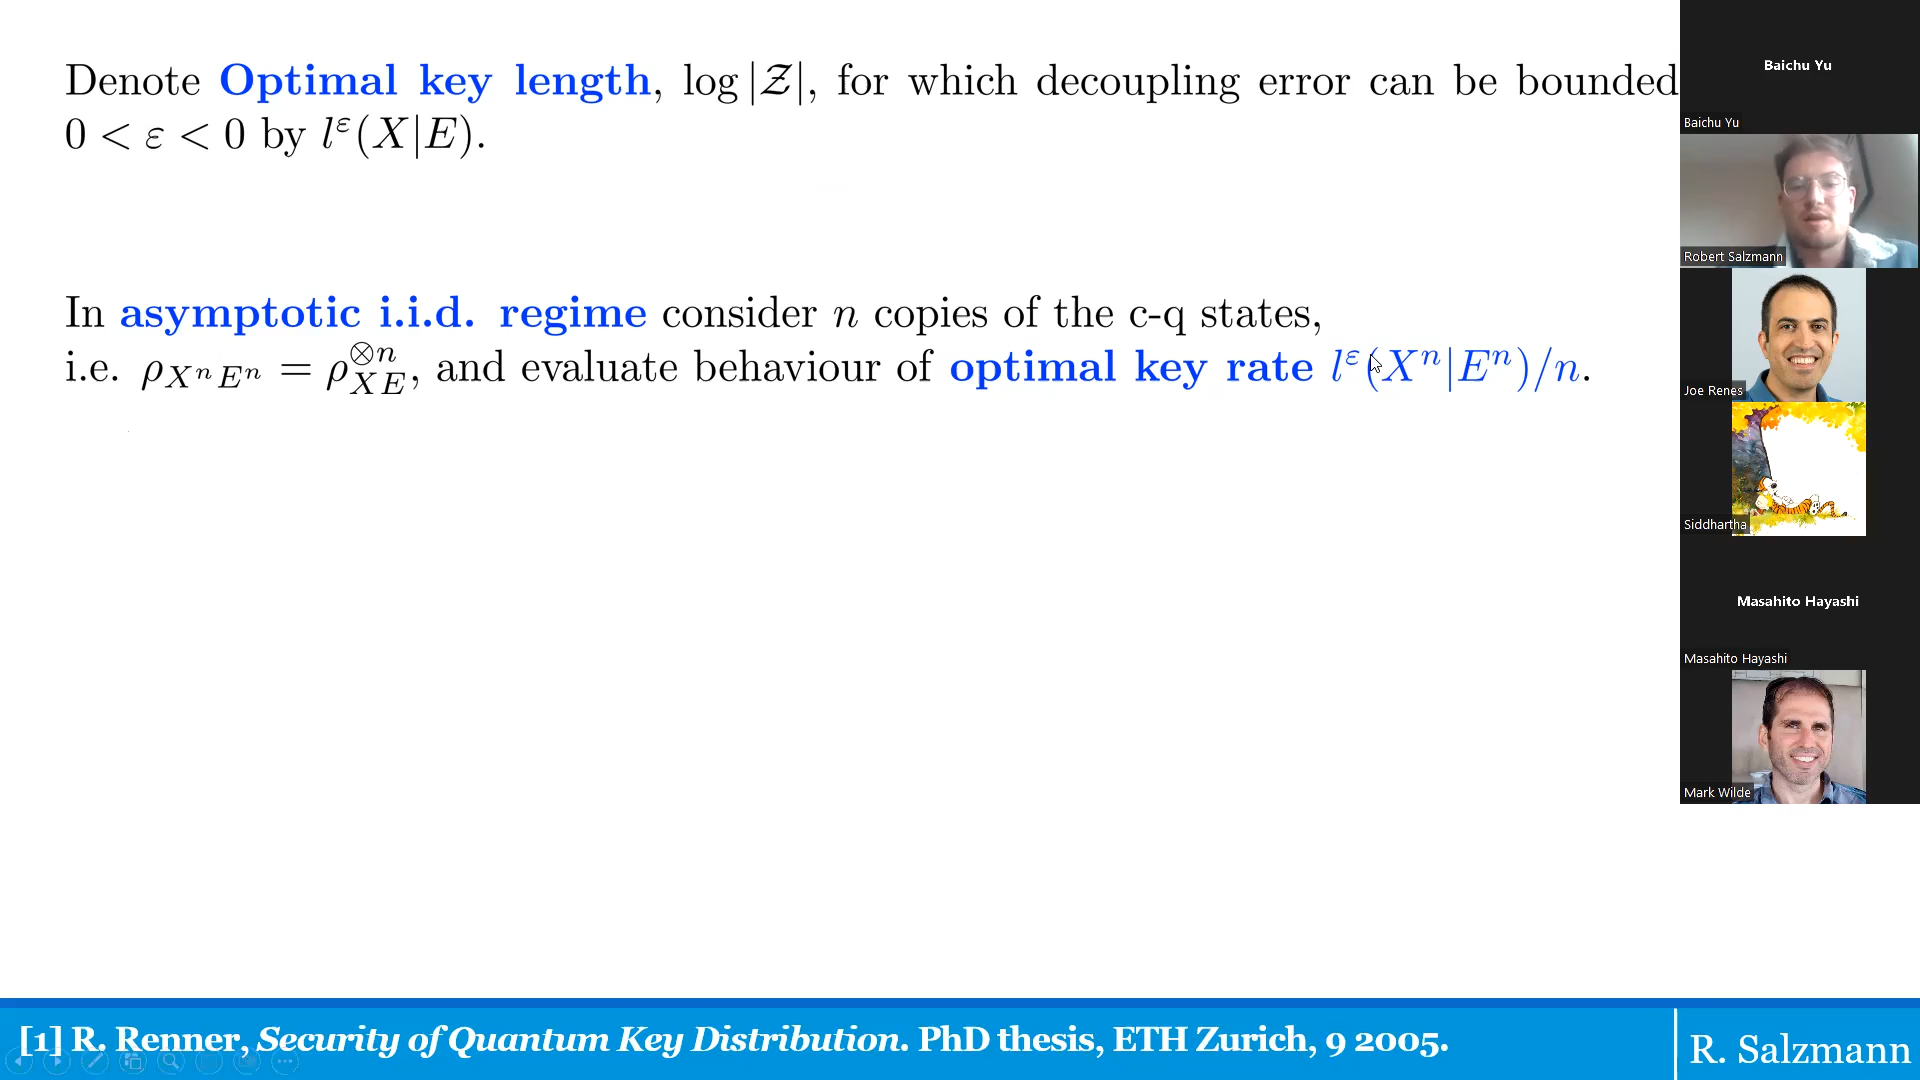 Denote Optimal key length, log |𝒵|, for which decoupling error can be bounded
0 < ε < 0 by l^ε(X|E).
In asymptotic i.i.d. regime consider n copies of the c-q states,
i.e. ρ_{X^n E^n} = ρ_{XE}^{⊗n}, and evaluate behaviour of optimal key rate l^ε(X^n|E^n)/n.
[1] R. Renner, Security of Quantum Key Distribution. PhD thesis, ETH Zurich, 9 2005.
R. Salzmann
Baichu Yu
Baichu Yu
Robert Salzmann
Joe Renes
Siddhartha
Masahito Hayashi
Masahito Hayashi
Mark Wilde